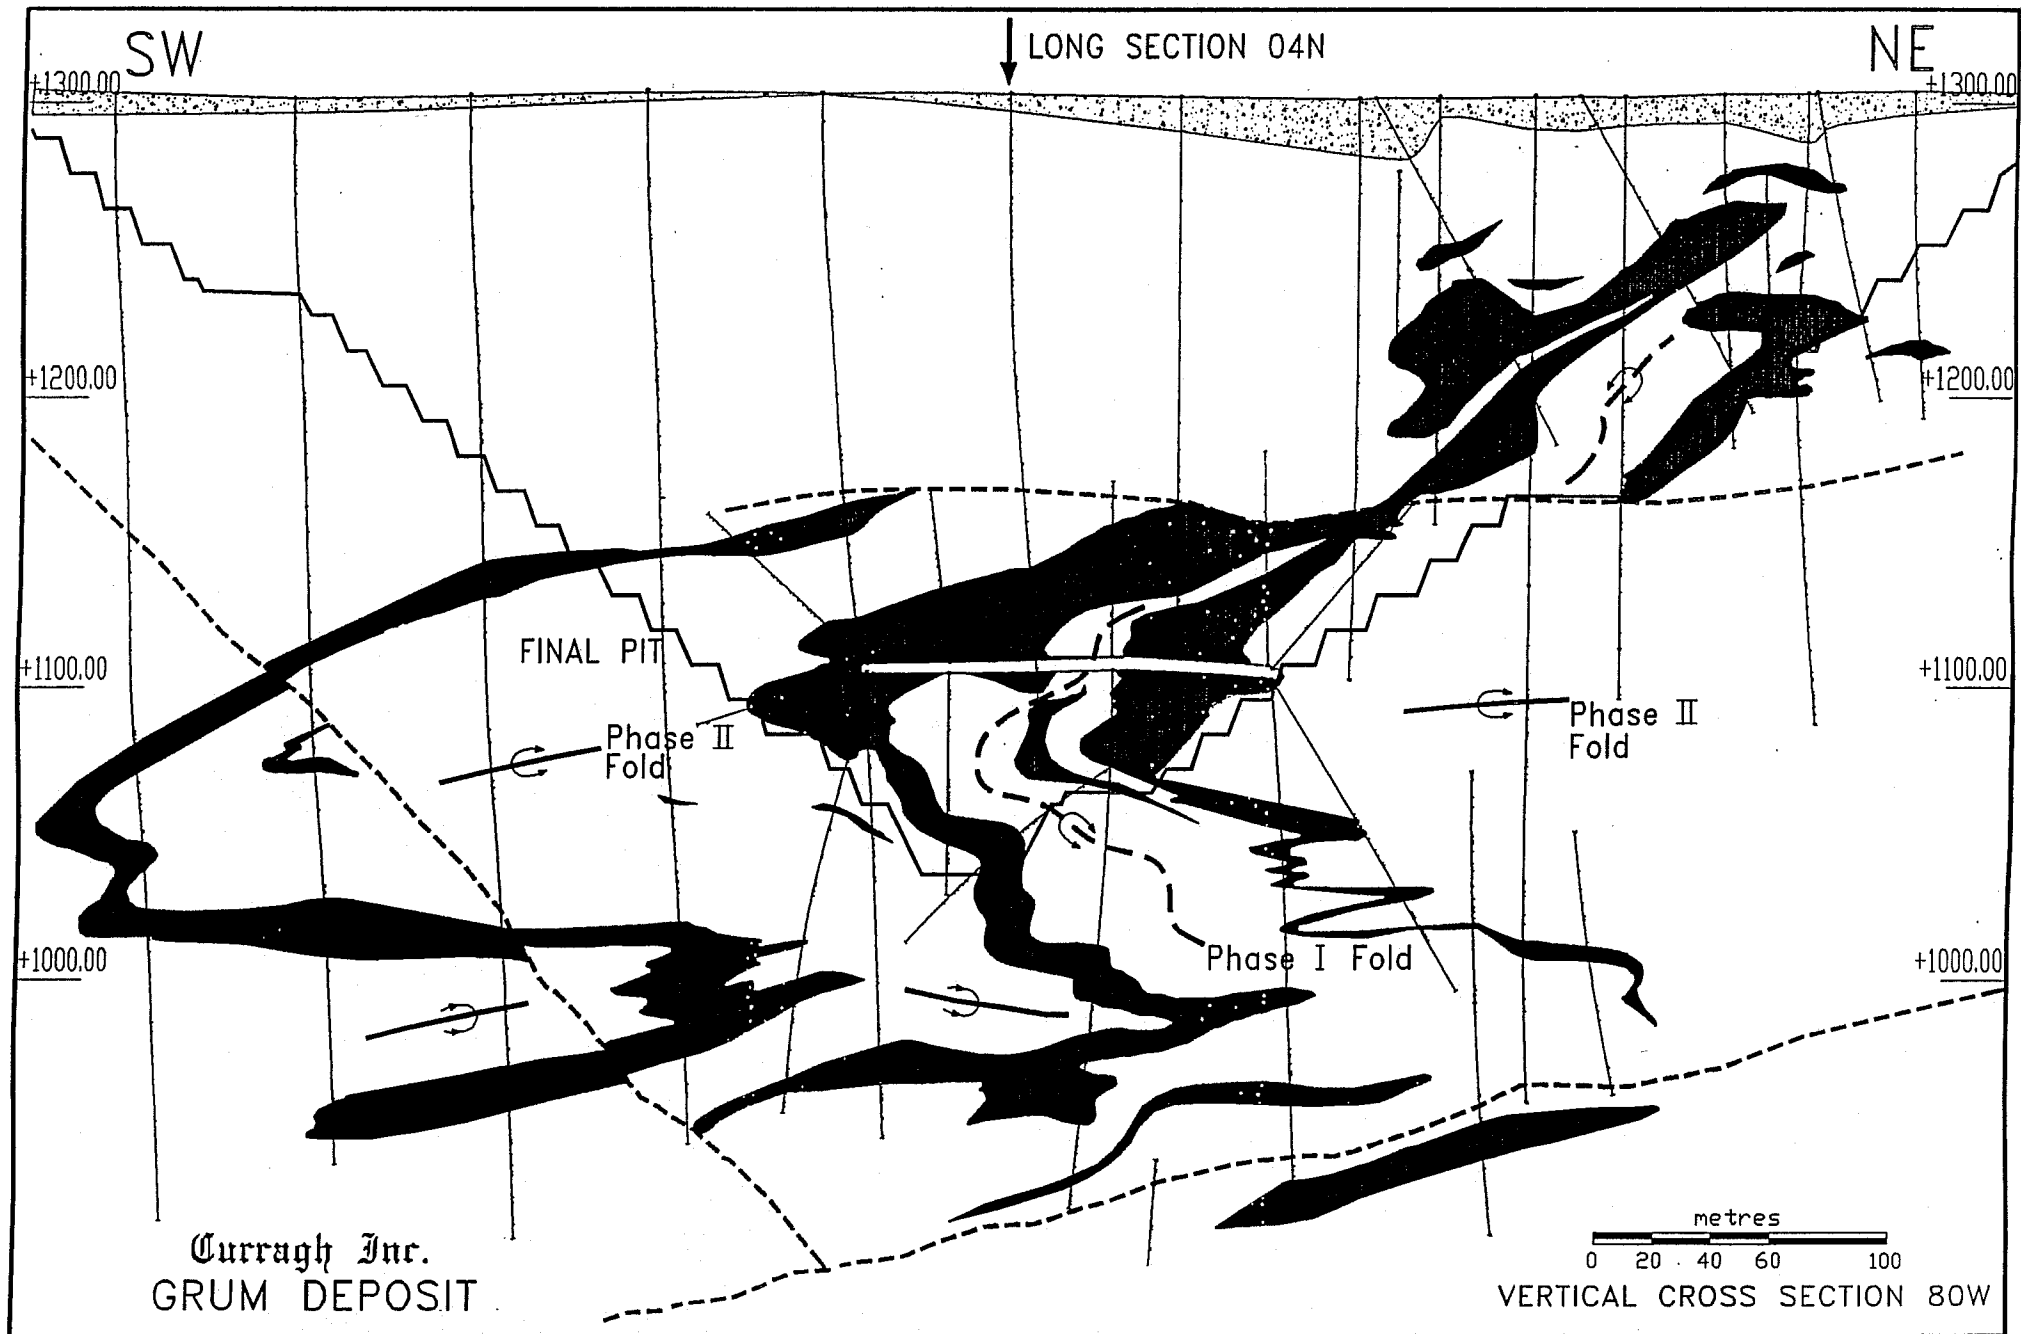 SW
LONG SECTION 04N
NE
+1300.00
+1300.00
+1200.00
+1200.00
FINAL PIT
+1100.00
+1100.00
Phase II
Fold
Phase II
Fold
Phase I Fold
+1000.00
+1000.00
Curragh Inc.
GRUM DEPOSIT
metres
0 20 40 60 100
VERTICAL CROSS SECTION 80W